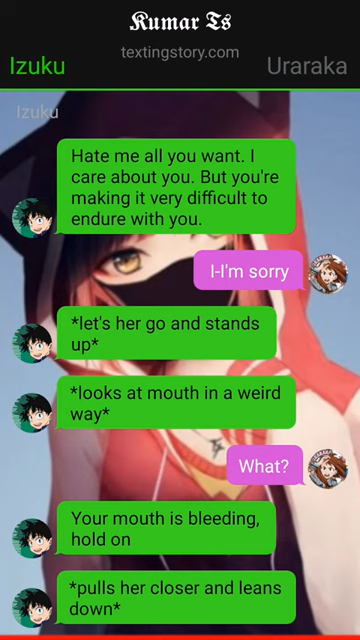 Kumar Ts
textingstory.com
Izuku
Uraraka
Izuku
Hate me all you want. I
care about you. But you're
making it very difficult to
endure with you.
I-I'm sorry
*let's her go and stands
up*
*looks at mouth in a weird
way*
What?
Your mouth is bleeding,
hold on
*pulls her closer and leans
down*